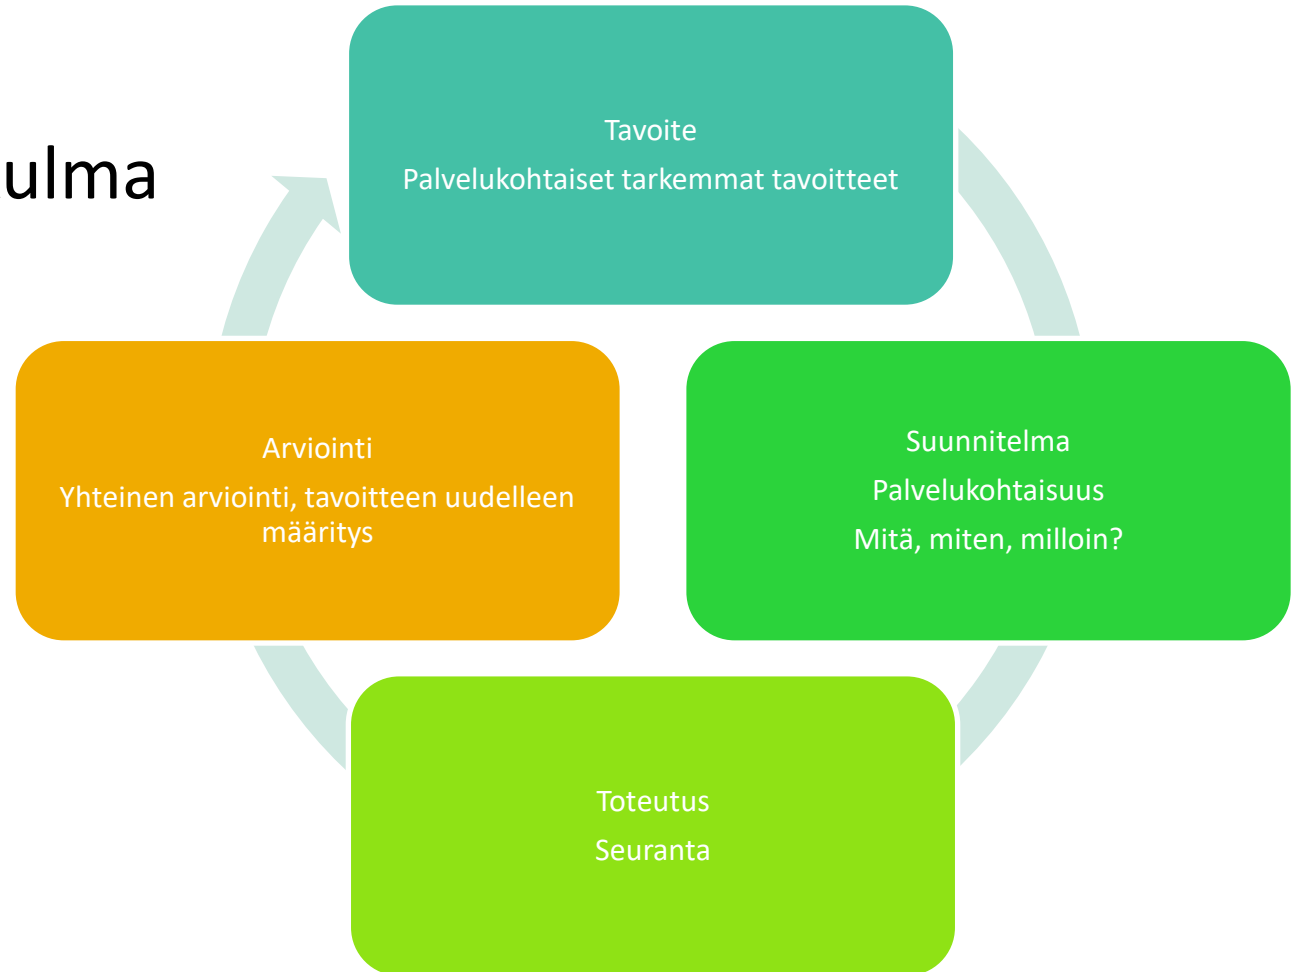 ulma
Tavoite
Palvelukohtaiset tarkemmat tavoitteet
Suunnitelma
Palvelukohtaisuus
Mitä, miten, milloin?
Toteutus
Seuranta
Arviointi
Yhteinen arviointi, tavoitteen uudelleen
määritys